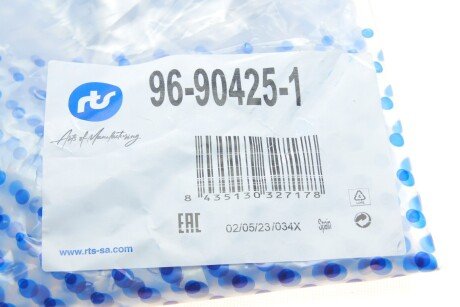 rts
96-90425-1
Arts of Manufacturing
8 435130 327178
EAC
02/05/23/034X
Spain
www.rts-sa.com